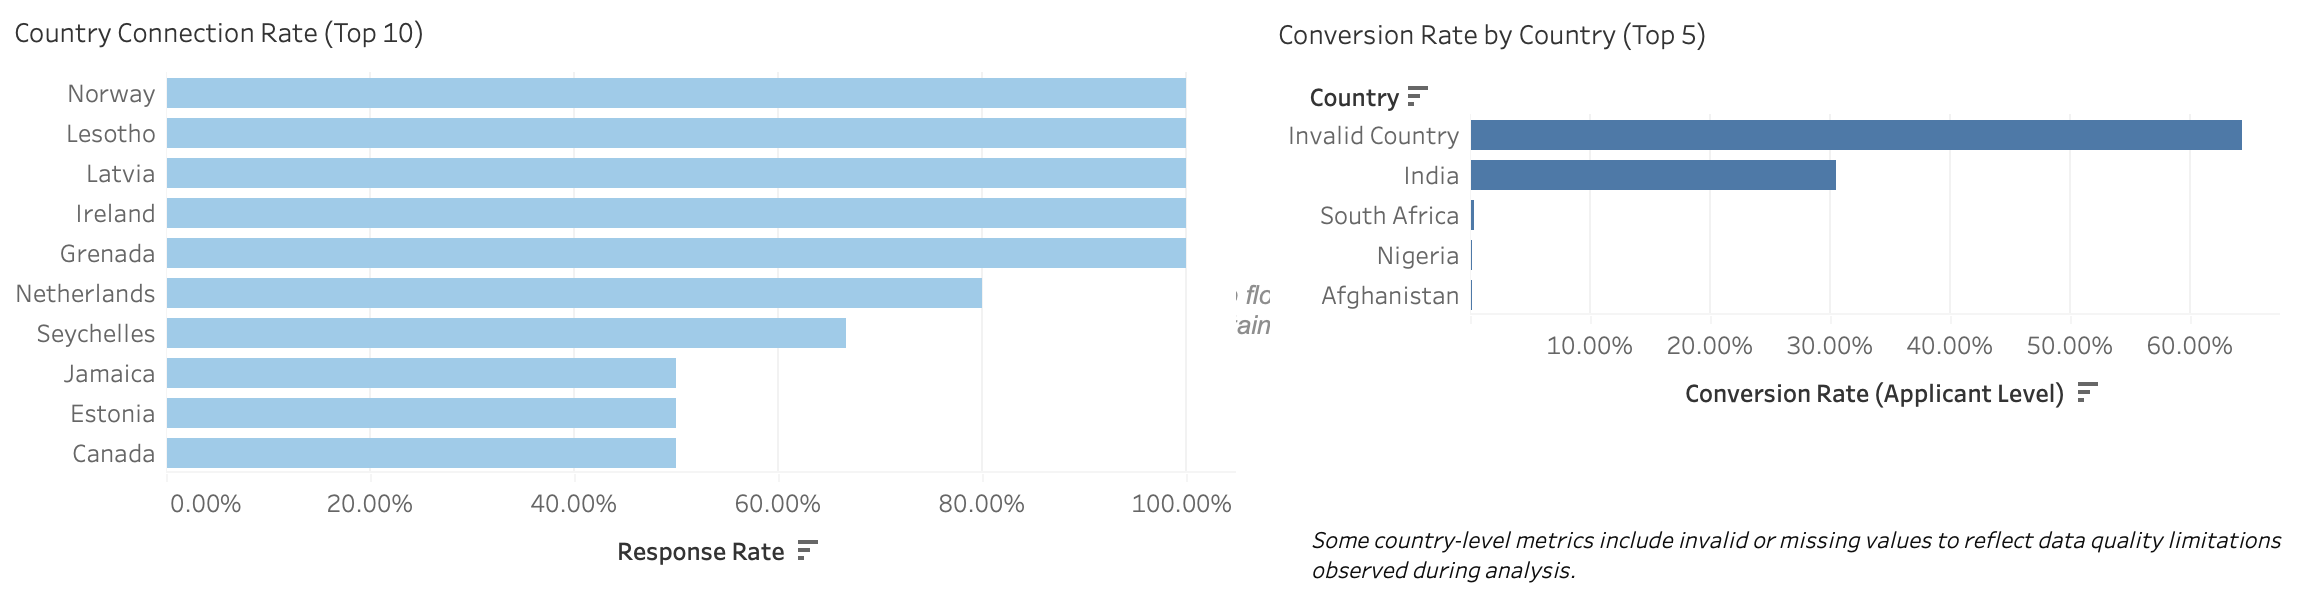 Country Connection Rate (Top 10)
Norway
Lesotho
Latvia
Ireland
Grenada
Netherlands
Seychelles
Jamaica
Estonia
Canada
0.00% 20.00% 40.00% 60.00% 80.00% 100.00%
Response Rate
flo
ain
Conversion Rate by Country (Top 5)
Country
Invalid Country
India
South Africa
Nigeria
Afghanistan
10.00% 20.00% 30.00% 40.00% 50.00% 60.00%
Conversion Rate (Applicant Level)
Some country-level metrics include invalid or missing values to reflect data quality limitations
observed during analysis.